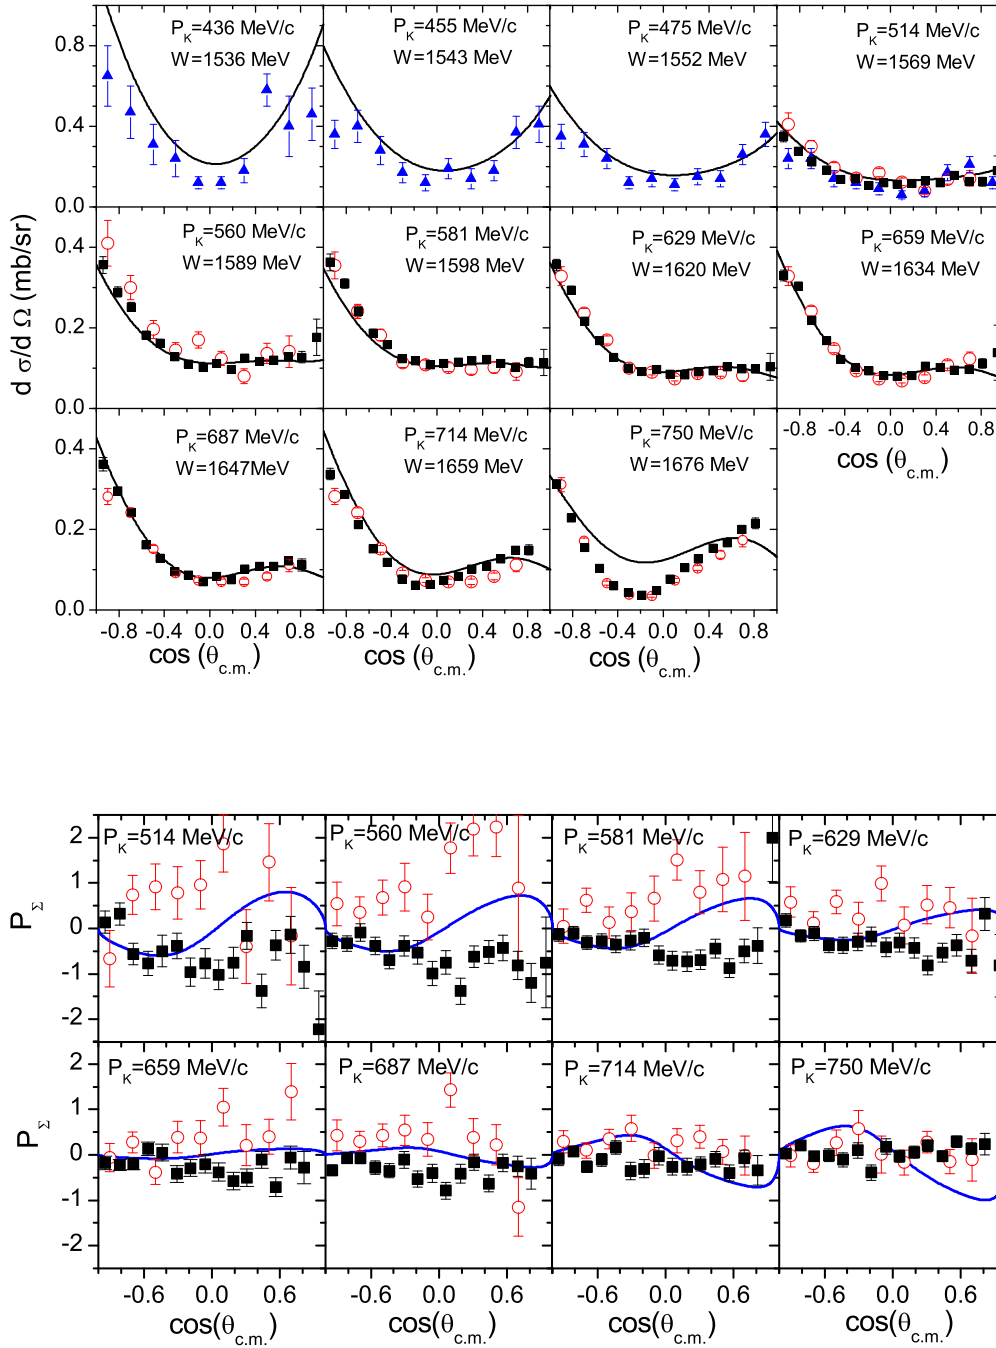 P_K=436 MeV/c
W=1536 MeV
P_K=455 MeV/c
W=1543 MeV
P_K=475 MeV/c
W=1552 MeV
P_K=514 MeV/c
W=1569 MeV
0.8
0.4
0.0
P_K=560 MeV/c
W=1589 MeV
P_K=581 MeV/c
W=1598 MeV
P_K=629 MeV/c
W=1620 MeV
P_K=659 MeV/c
W=1634 MeV
0.4
0.2
0.0
d σ/d Ω (mb/sr)
P_K=687 MeV/c
W=1647MeV
P_K=714 MeV/c
W=1659 MeV
P_K=750 MeV/c
W=1676 MeV
0.4
0.2
0.0
-0.8 -0.4 0.0 0.4 0.8
cos (θ_c.m.)
-0.8 -0.4 0.0 0.4 0.8
cos (θ_c.m.)
-0.8 -0.4 0.0 0.4 0.8
cos (θ_c.m.)
-0.8 -0.4 0.0 0.4 0.8
cos (θ_c.m.)
P_K=514 MeV/c
P_K=560 MeV/c
P_K=581 MeV/c
P_K=629 MeV/c
2
1
0
-1
-2
P_Σ
P_K=659 MeV/c
P_K=687 MeV/c
P_K=714 MeV/c
P_K=750 MeV/c
2
1
0
-1
-2
P_Σ
-0.6 0.0 0.6
cos(θ_c.m.)
-0.6 0.0 0.6
cos(θ_c.m.)
-0.6 0.0 0.6
cos(θ_c.m.)
-0.6 0.0 0.6
cos(θ_c.m.)